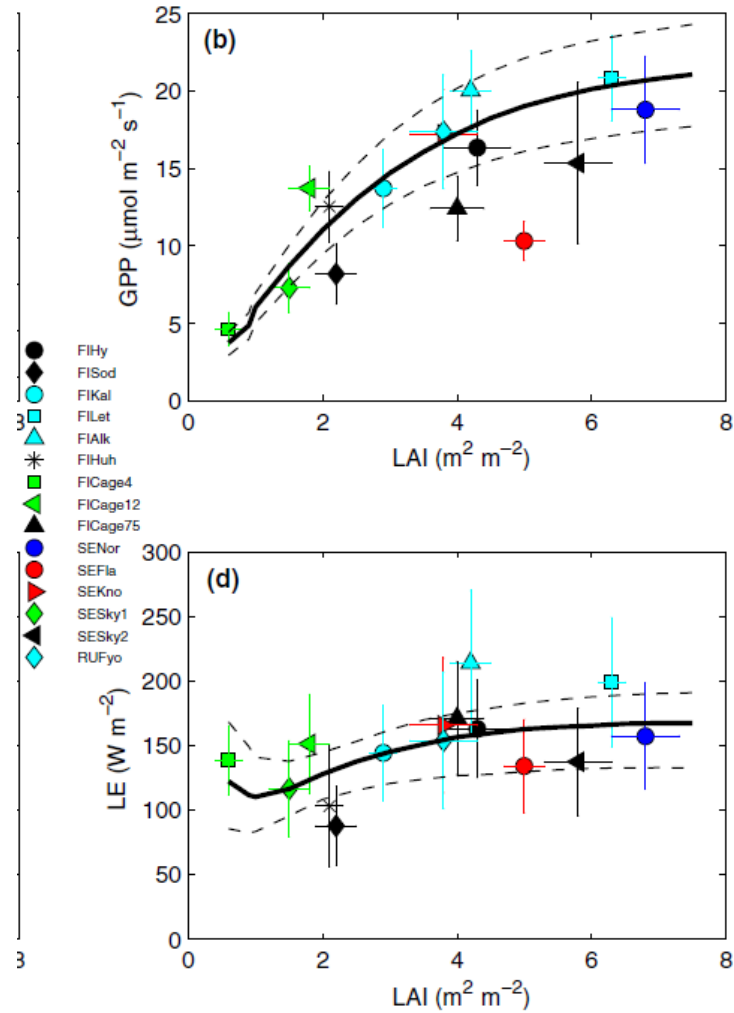 (b)
25
20
15
10
5
0
GPP (μmol m⁻² s⁻¹)
0 2 4 6 8
LAI (m² m⁻²)
8
FIHy
FISod
FIKal
FILet
FIAlk
FIHuh
FICage4
FICage12
FICage75
SENor
SEFla
SEKno
SESky1
SESky2
RUFyo
(d)
300
250
200
150
100
50
0
LE (W m⁻²)
0 2 4 6 8
LAI (m² m⁻²)
8